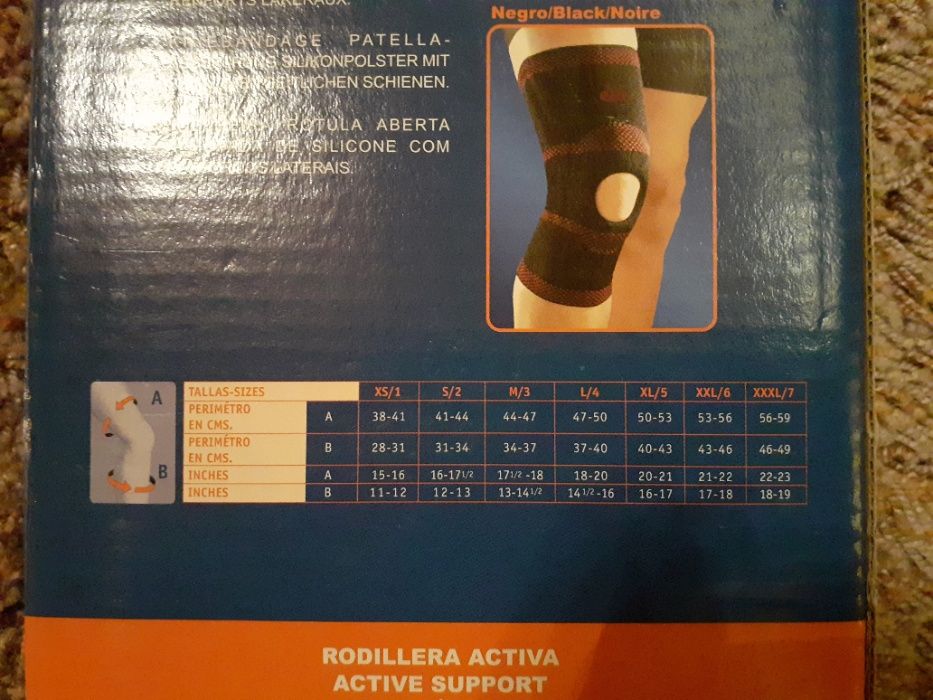 RENFORTS LAKERAUX.
PATELLA-
SILIKONPOLSTER MIT
SCHIENEN.
ROTULA ABERTA
DE SILICONE COM
LATERAIS.
Negro/Black/Noire
A
B
TALLAS-SIZES XS/1 S/2 M/3 L/4 XL/5 XXL/6 XXXL/7
PERIMÉTRO
EN CMS. A 38-41 41-44 44-47 47-50 50-53 53-56 56-59
PERIMÉTRO
EN CMS. B 28-31 31-34 34-37 37-40 40-43 43-46 46-49
INCHES A 15-16 16-17 1/2 17 1/2 -18 18-20 20-21 21-22 22-23
INCHES B 11-12 12-13 13-14 1/2 14 1/2 -16 16-17 17-18 18-19
RODILLERA ACTIVA
ACTIVE SUPPORT